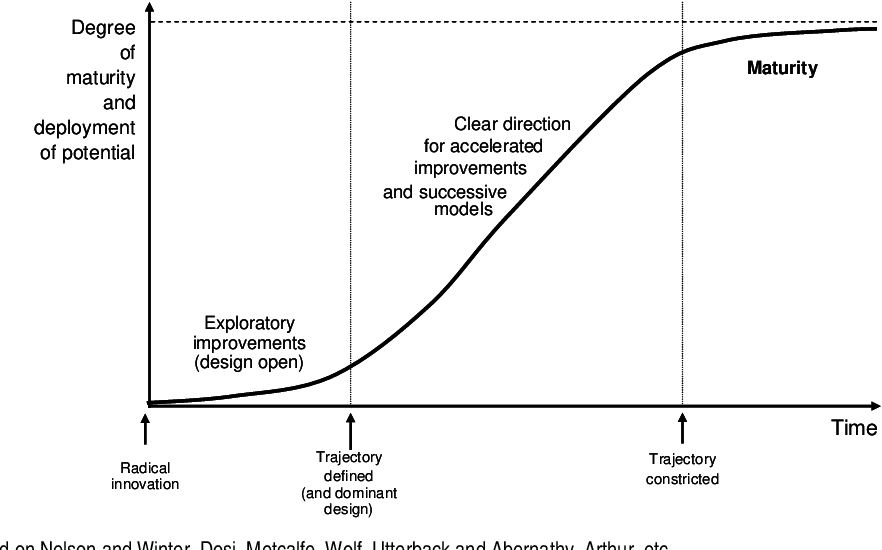 Degree
of
maturity
and
deployment
of potential
Maturity
Clear direction
for accelerated
improvements
and successive
models
Exploratory
improvements
(design open)
Time
Radical
innovation
Trajectory
defined
(and dominant
design)
Trajectory
constricted
on Nelson and Winter, Dosi, Metcalfe, Wolf, Utterback and Abernathy, Arthur, etc